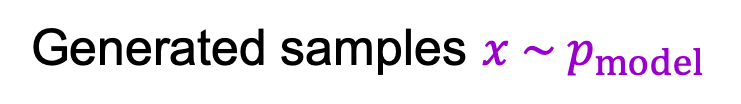 Generated samples x ~ p_model